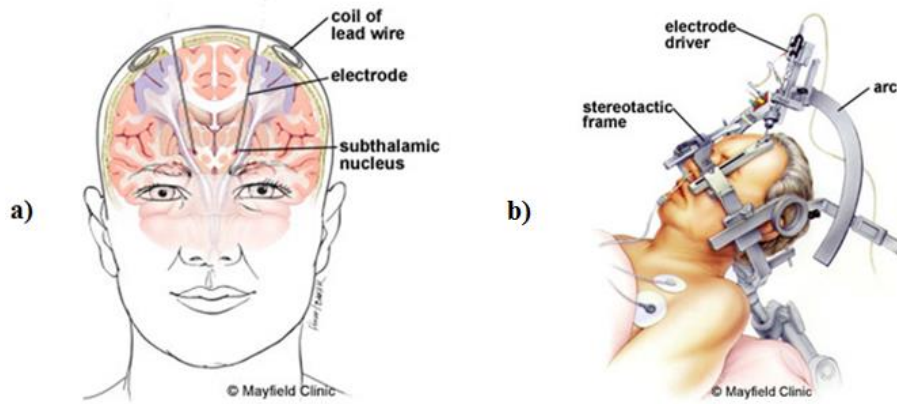 coil of
lead wire
electrode
subthalamic
nucleus
a)
© Mayfield Clinic
electrode
driver
arc
stereotactic
frame
b)
© Mayfield Clinic